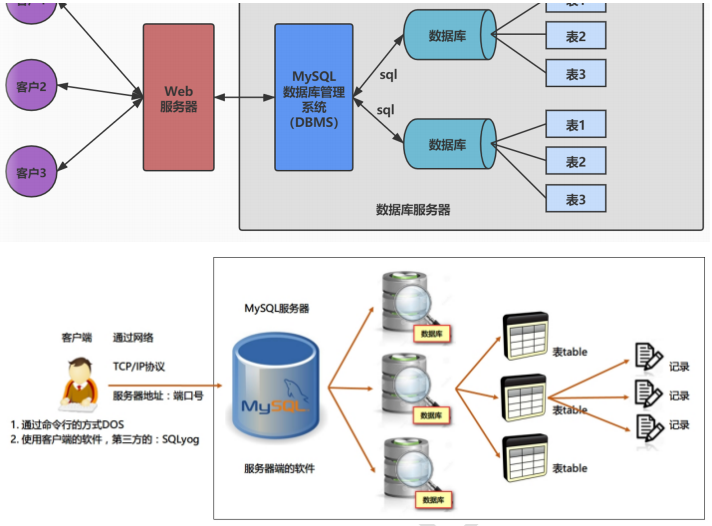 客户2
客户3
Web
服务器
MySQL
数据库管理
系统
（DBMS）
sql
sql
数据库
数据库
表1
表2
表3
表1
表2
表3
数据库服务器
客户端
通过网络
TCP/IP协议
服务器地址：端口号
1. 通过命令行的方式DOS
2. 使用客户端的软件，第三方的：SQLyog
MySQL服务器
MySQL
服务器端的软件
数据库
数据库
数据库
表table
表table
表table
记录
记录
记录